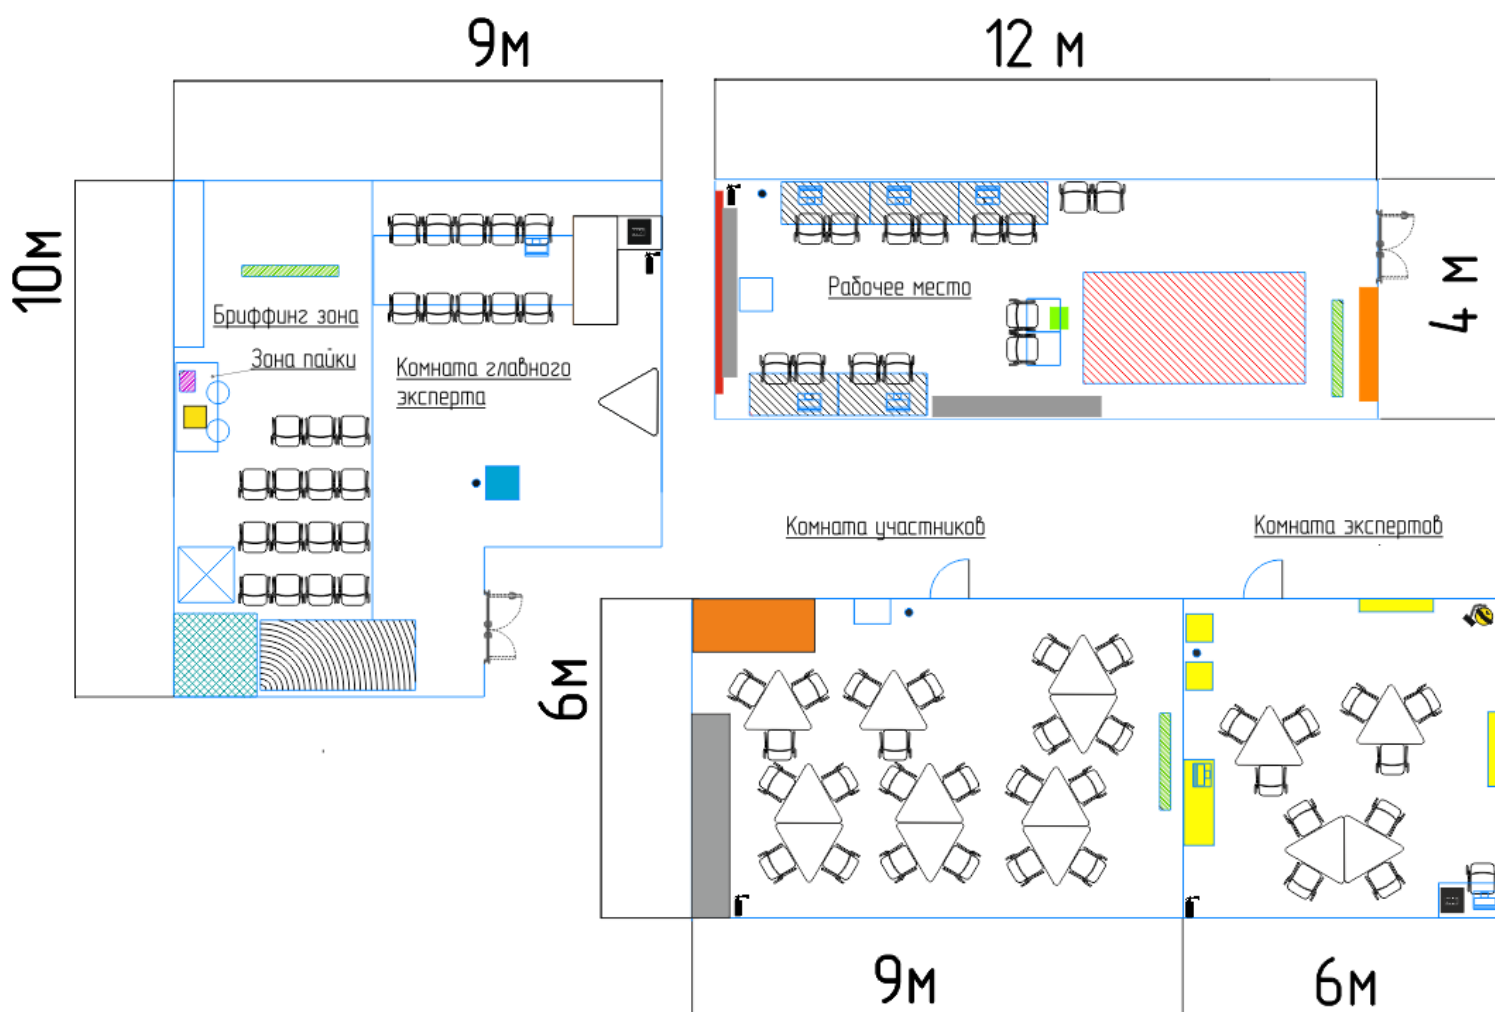 9м
12 м
10м
4 м
Бриффинг зона
Зона пайки
Комната главного
эксперта
Рабочее место
Комната участников
Комната экспертов
6м
9м
6м